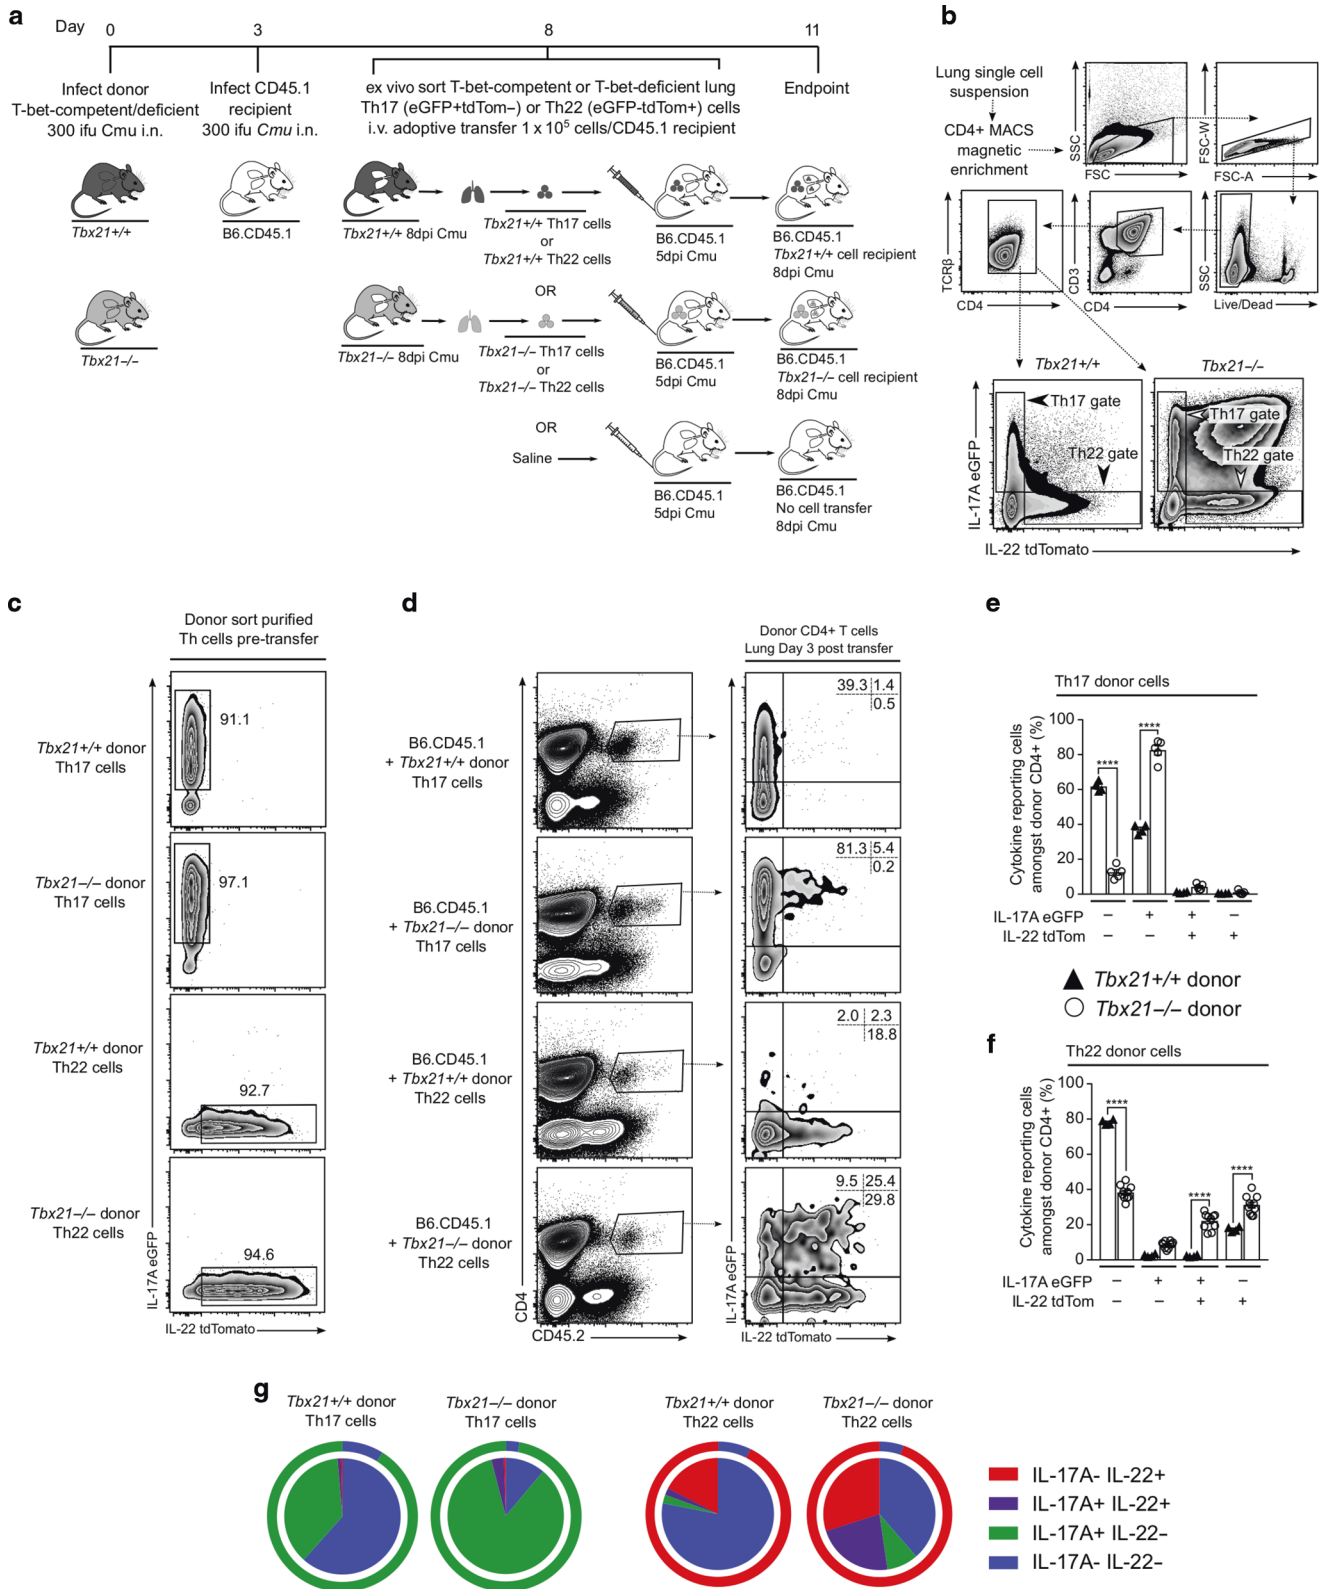 a
Day 0 3 8 11
Infect donor
T-bet-competent/deficient
300 ifu Cmu i.n.
Infect CD45.1
recipient
300 ifu Cmu i.n.
ex vivo sort T-bet-competent or T-bet-deficient lung
Th17 (eGFP+tdTom–) or Th22 (eGFP-tdTom+) cells
i.v. adoptive transfer 1 x 10⁵ cells/CD45.1 recipient
Endpoint
Tbx21+/+
B6.CD45.1
Tbx21+/+ 8dpi Cmu
Tbx21+/+ Th17 cells
or
Tbx21+/+ Th22 cells
B6.CD45.1
5dpi Cmu
B6.CD45.1
Tbx21+/+ cell recipient
8dpi Cmu
OR
Tbx21–/–
Tbx21–/– 8dpi Cmu
Tbx21–/– Th17 cells
or
Tbx21–/– Th22 cells
B6.CD45.1
5dpi Cmu
B6.CD45.1
Tbx21–/– cell recipient
8dpi Cmu
OR
Saline
B6.CD45.1
5dpi Cmu
B6.CD45.1
No cell transfer
8dpi Cmu
b
Lung single cell
suspension
CD4+ MACS
magnetic
enrichment
SSC
FSC
FSC-W
FSC-A
TCRβ
CD4
CD3
CD4
SSC
Live/Dead
Tbx21+/+
Tbx21–/–
Th17 gate
Th22 gate
Th17 gate
Th22 gate
IL-17A eGFP
IL-22 tdTomato
c
Donor sort purified
Th cells pre-transfer
Tbx21+/+ donor
Th17 cells
91.1
Tbx21–/– donor
Th17 cells
97.1
Tbx21+/+ donor
Th22 cells
92.7
Tbx21–/– donor
Th22 cells
94.6
IL-17A eGFP
IL-22 tdTomato
d
Donor CD4+ T cells
Lung Day 3 post transfer
B6.CD45.1
+ Tbx21+/+ donor
Th17 cells
39.3 1.4
0.5
B6.CD45.1
+ Tbx21–/– donor
Th17 cells
81.3 5.4
0.2
B6.CD45.1
+ Tbx21+/+ donor
Th22 cells
2.0 2.3
18.8
B6.CD45.1
+ Tbx21–/– donor
Th22 cells
9.5 25.4
29.8
CD4
CD45.2
IL-17A eGFP
IL-22 tdTomato
e
Th17 donor cells
Cytokine reporting cells
amongst donor CD4+ (%)
100
80
60
40
20
0
****
****
IL-17A eGFP – + + –
IL-22 tdTom – – + +
Tbx21+/+ donor
Tbx21–/– donor
f
Th22 donor cells
Cytokine reporting cells
amongst donor CD4+ (%)
100
80
60
40
20
0
****
****
****
IL-17A eGFP – + + –
IL-22 tdTom – – + +
g
Tbx21+/+ donor
Th17 cells
Tbx21–/– donor
Th17 cells
Tbx21+/+ donor
Th22 cells
Tbx21–/– donor
Th22 cells
IL-17A- IL-22+
IL-17A+ IL-22+
IL-17A+ IL-22–
IL-17A- IL-22–